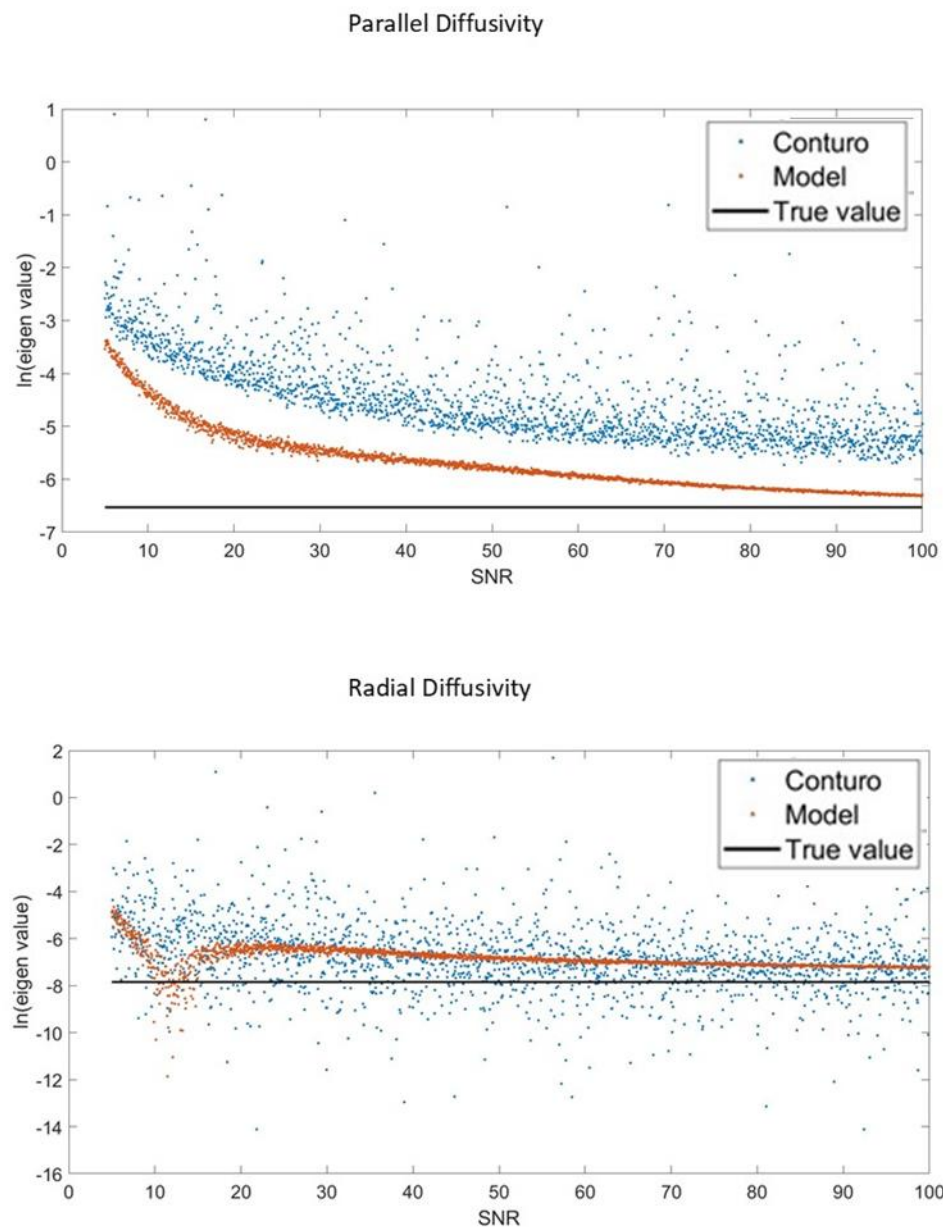 Parallel Diffusivity
1
0
-1
-2
-3
-4
-5
-6
-7
ln(eigen value)
Conturo
Model
True value
0 10 20 30 40 50 60 70 80 90 100
SNR
Radial Diffusivity
2
0
-2
-4
-6
-8
-10
-12
-14
-16
ln(eigen value)
Conturo
Model
True value
0 10 20 30 40 50 60 70 80 90 100
SNR